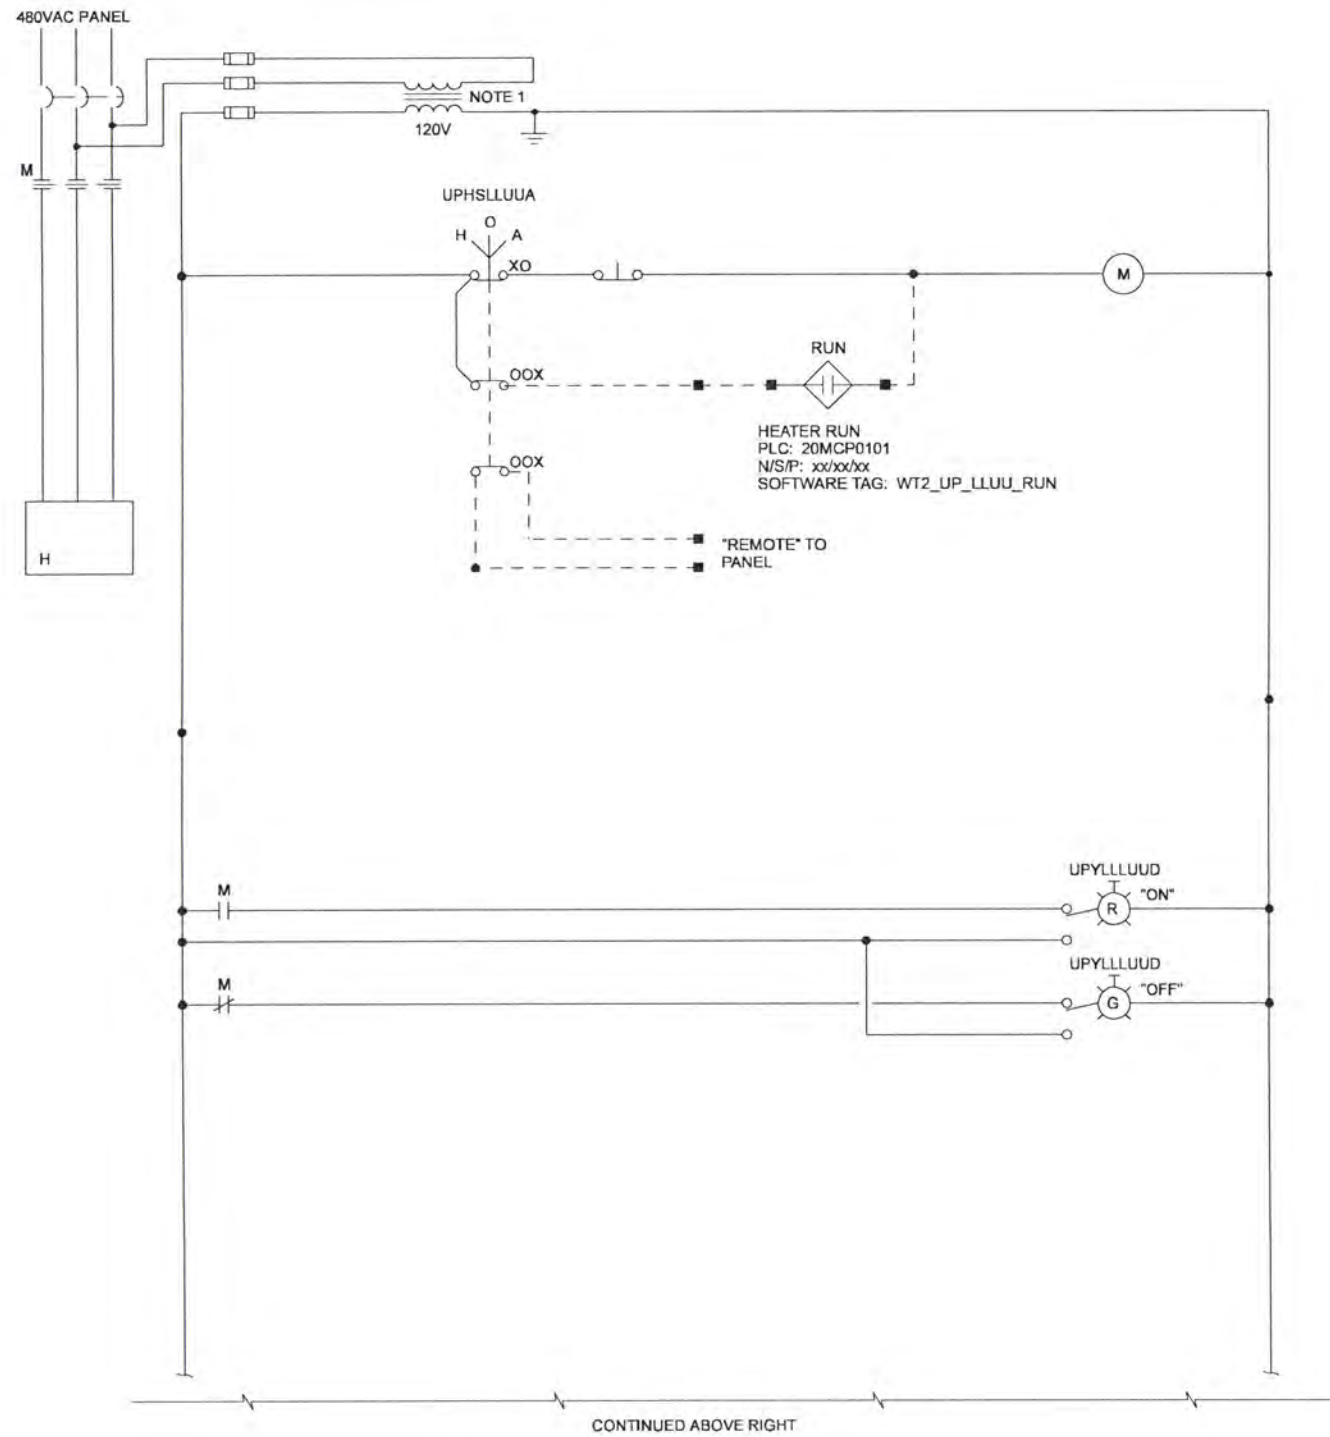 480VAC PANEL
NOTE 1
120V
M
UPHSLLUUA
O
H A
XO
M
RUN
OOX
HEATER RUN
PLC: 20MCP0101
N/S/P: xx/xx/xx
SOFTWARE TAG: WT2_UP_LLUU_RUN
OOX
H
"REMOTE" TO
PANEL
UPYLLLUUD
M
R "ON"
UPYLLLUUD
M
G "OFF"
CONTINUED ABOVE RIGHT